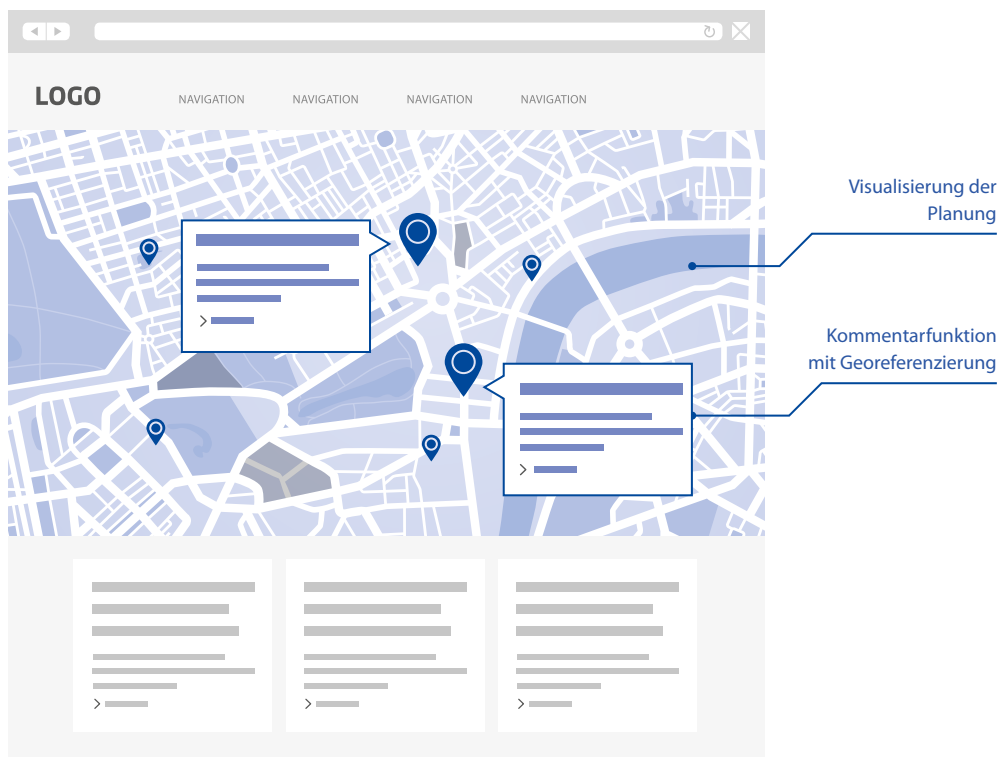 LOGO
NAVIGATION NAVIGATION NAVIGATION NAVIGATION
Visualisierung der
Planung
Kommentarfunktion
mit Georeferenzierung